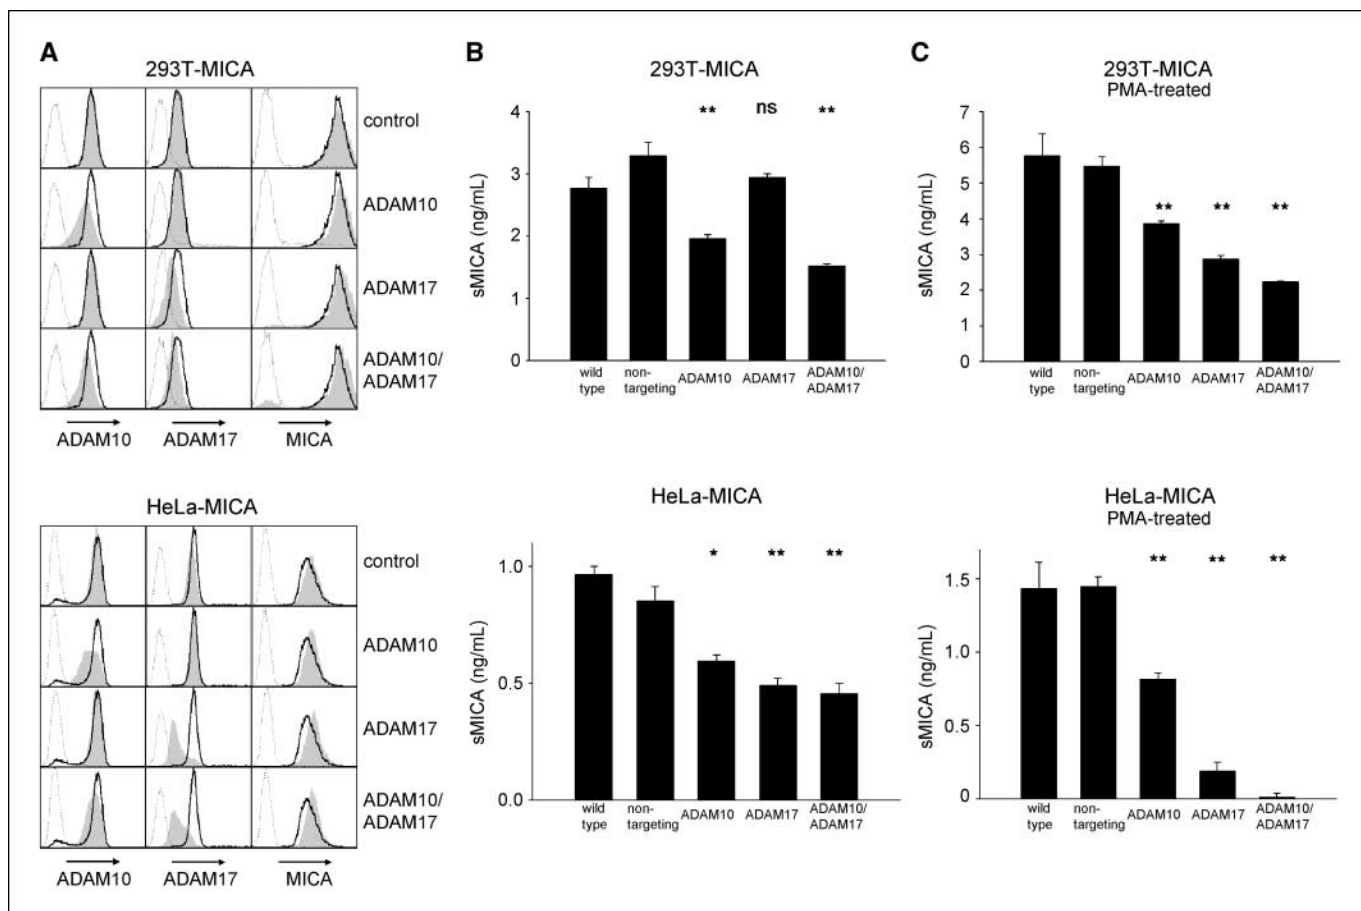 A
293T-MICA
control
ADAM10
ADAM17
ADAM10/
ADAM17
ADAM10 ADAM17 MICA
HeLa-MICA
control
ADAM10
ADAM17
ADAM10/
ADAM17
ADAM10 ADAM17 MICA
B
293T-MICA
** ns **
4
3
2
1
0
sMICA (ng/mL)
wild
type
non-
targeting
ADAM10
ADAM17
ADAM10/
ADAM17
HeLa-MICA
* ** **
1.0
0.5
0.0
sMICA (ng/mL)
wild
type
non-
targeting
ADAM10
ADAM17
ADAM10/
ADAM17
C
293T-MICA
PMA-treated
7
6
5
4
3
2
1
0
sMICA (ng/mL)
** ** **
wild
type
non-
targeting
ADAM10
ADAM17
ADAM10/
ADAM17
HeLa-MICA
PMA-treated
** ** **
1.5
1.0
0.5
0
sMICA (ng/mL)
wild
type
non-
targeting
ADAM10
ADAM17
ADAM10/
ADAM17